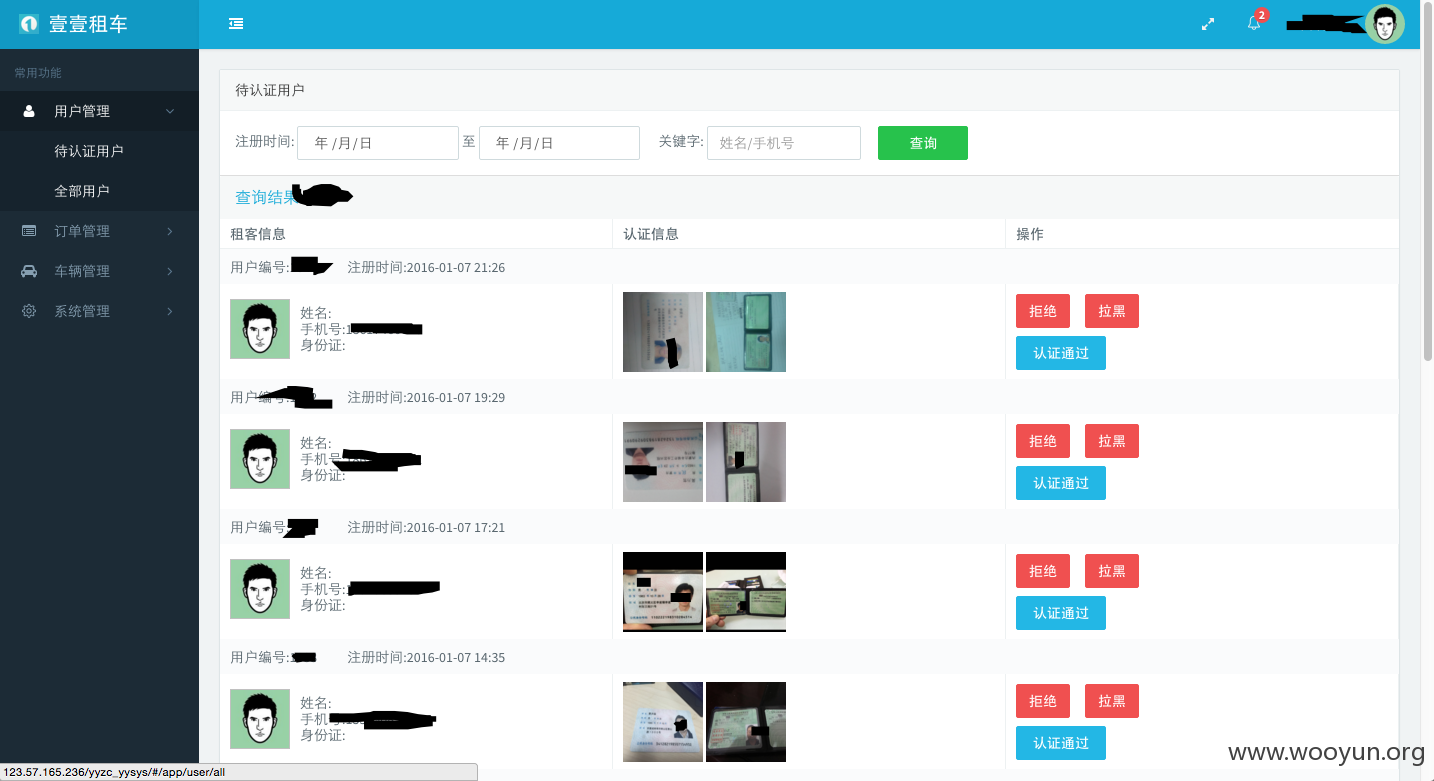 壹壹租车
2
常用功能
用户管理
待认证用户
全部用户
订单管理
车辆管理
系统管理
待认证用户
注册时间: 年 /月/日 至 年 /月/日 关键字: 姓名/手机号 查询
查询结果
租客信息 认证信息 操作
用户编号: 注册时间:2016-01-07 21:26
姓名:
手机号:
身份证:
拒绝 拉黑
认证通过
用户编号: 注册时间:2016-01-07 19:29
姓名:
手机号
身份证:
拒绝 拉黑
认证通过
用户编号: 注册时间:2016-01-07 17:21
姓名:
手机号:
身份证:
拒绝 拉黑
认证通过
用户编号: 注册时间:2016-01-07 14:35
姓名:
手机号
身份证:
拒绝 拉黑
认证通过
www.wooyun.org
123.57.165.236/yyzc_yysys/#/app/user/all